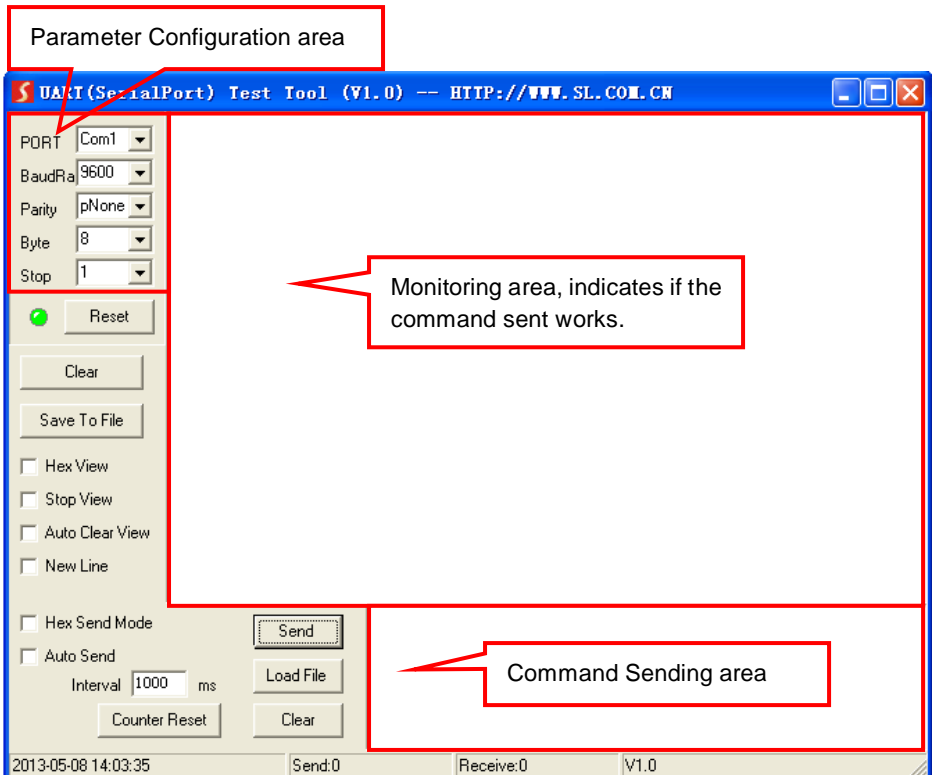 Parameter Configuration area
UART(SerialPort) Test Tool (V1.0) -- HTTP://WWW.SL.COM.CN
PORT Com1
BaudRa 9600
Parity pNone
Byte 8
Stop 1
Monitoring area, indicates if the
command sent works.
Reset
Clear
Save To File
Hex View
Stop View
Auto Clear View
New Line
Hex Send Mode
Send
Auto Send
Interval 1000 ms
Load File
Command Sending area
Counter Reset
Clear
2013-05-08 14:03:35 Send:0 Receive:0 V1.0